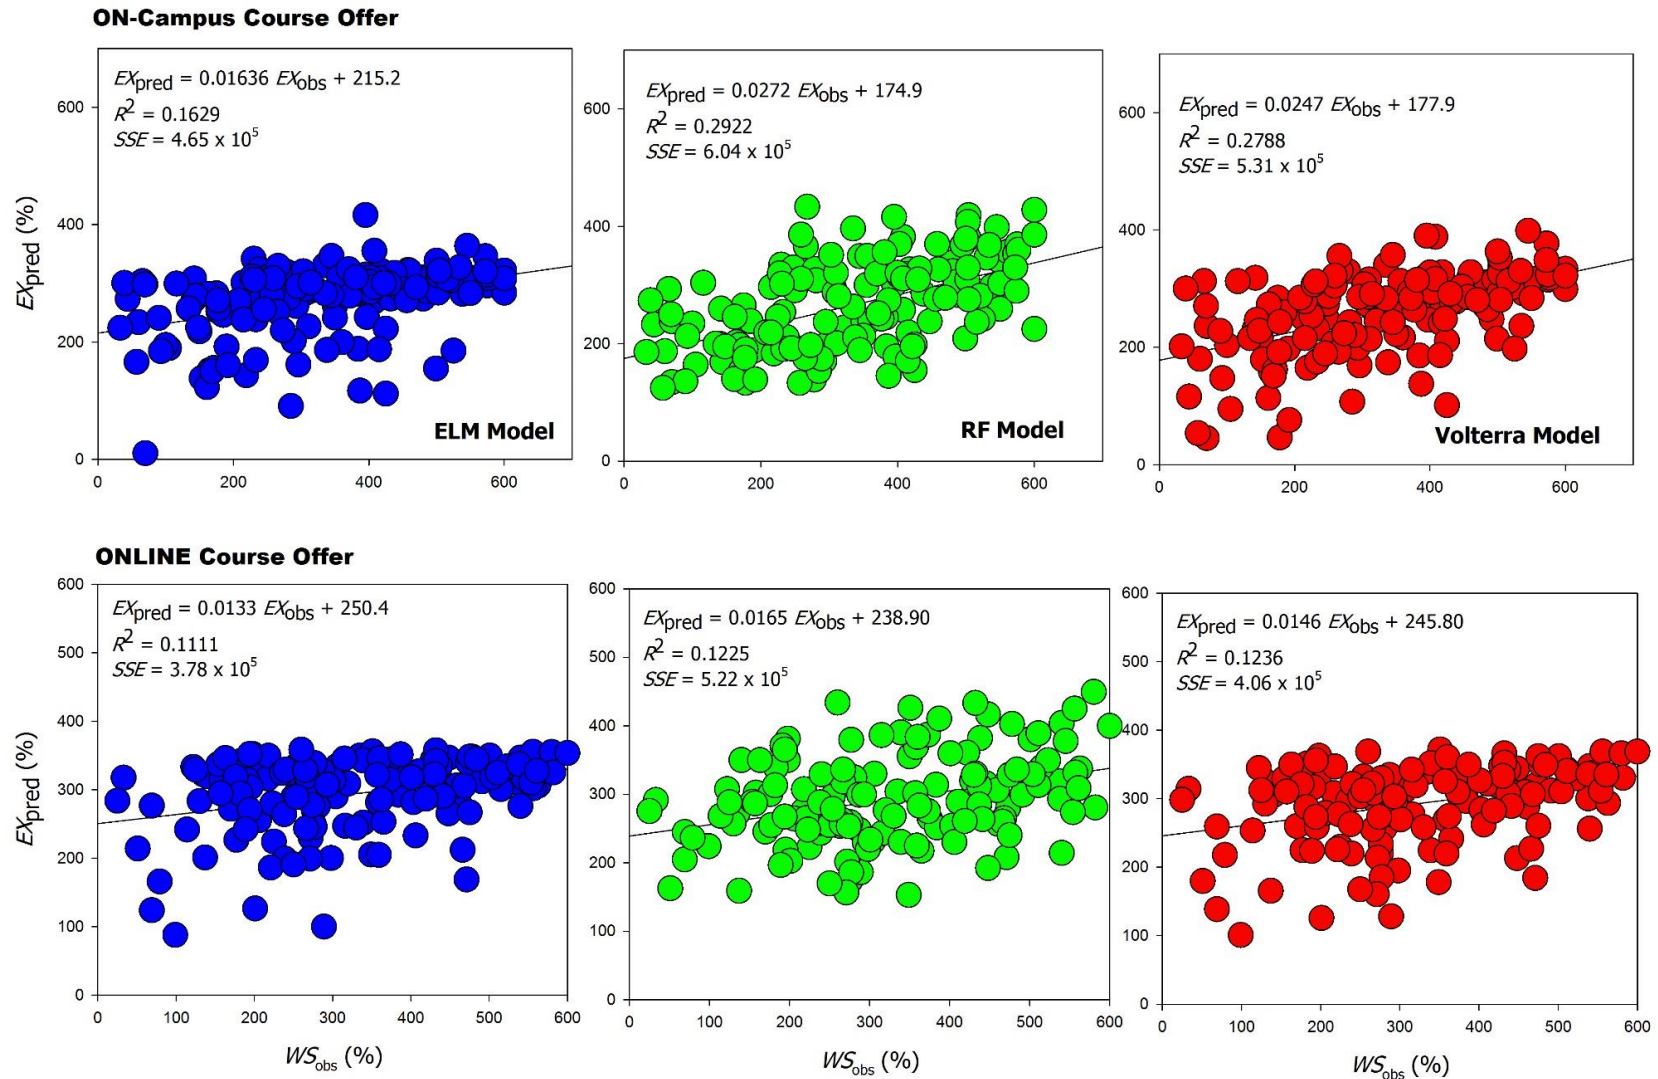 ON-Campus Course Offer
EXpred = 0.01636 EXobs + 215.2
R² = 0.1629
SSE = 4.65 x 10⁵
600
400
200
0
0 200 400 600
EXpred (%)
ELM Model
EXpred = 0.0272 EXobs + 174.9
R² = 0.2922
SSE = 6.04 x 10⁵
600
400
200
0
0 200 400 600
RF Model
EXpred = 0.0247 EXobs + 177.9
R² = 0.2788
SSE = 5.31 x 10⁵
600
400
200
0
0 200 400 600
Volterra Model
ONLINE Course Offer
EXpred = 0.0133 EXobs + 250.4
R² = 0.1111
SSE = 3.78 x 10⁵
600
500
400
300
200
100
0
0 100 200 300 400 500 600
EXpred (%)
WSobs (%)
EXpred = 0.0165 EXobs + 238.90
R² = 0.1225
SSE = 5.22 x 10⁵
600
500
400
300
200
100
0
0 100 200 300 400 500 600
WSobs (%)
EXpred = 0.0146 EXobs + 245.80
R² = 0.1236
SSE = 4.06 x 10⁵
600
500
400
300
200
100
0
0 100 200 300 400 500 600
WSobs (%)